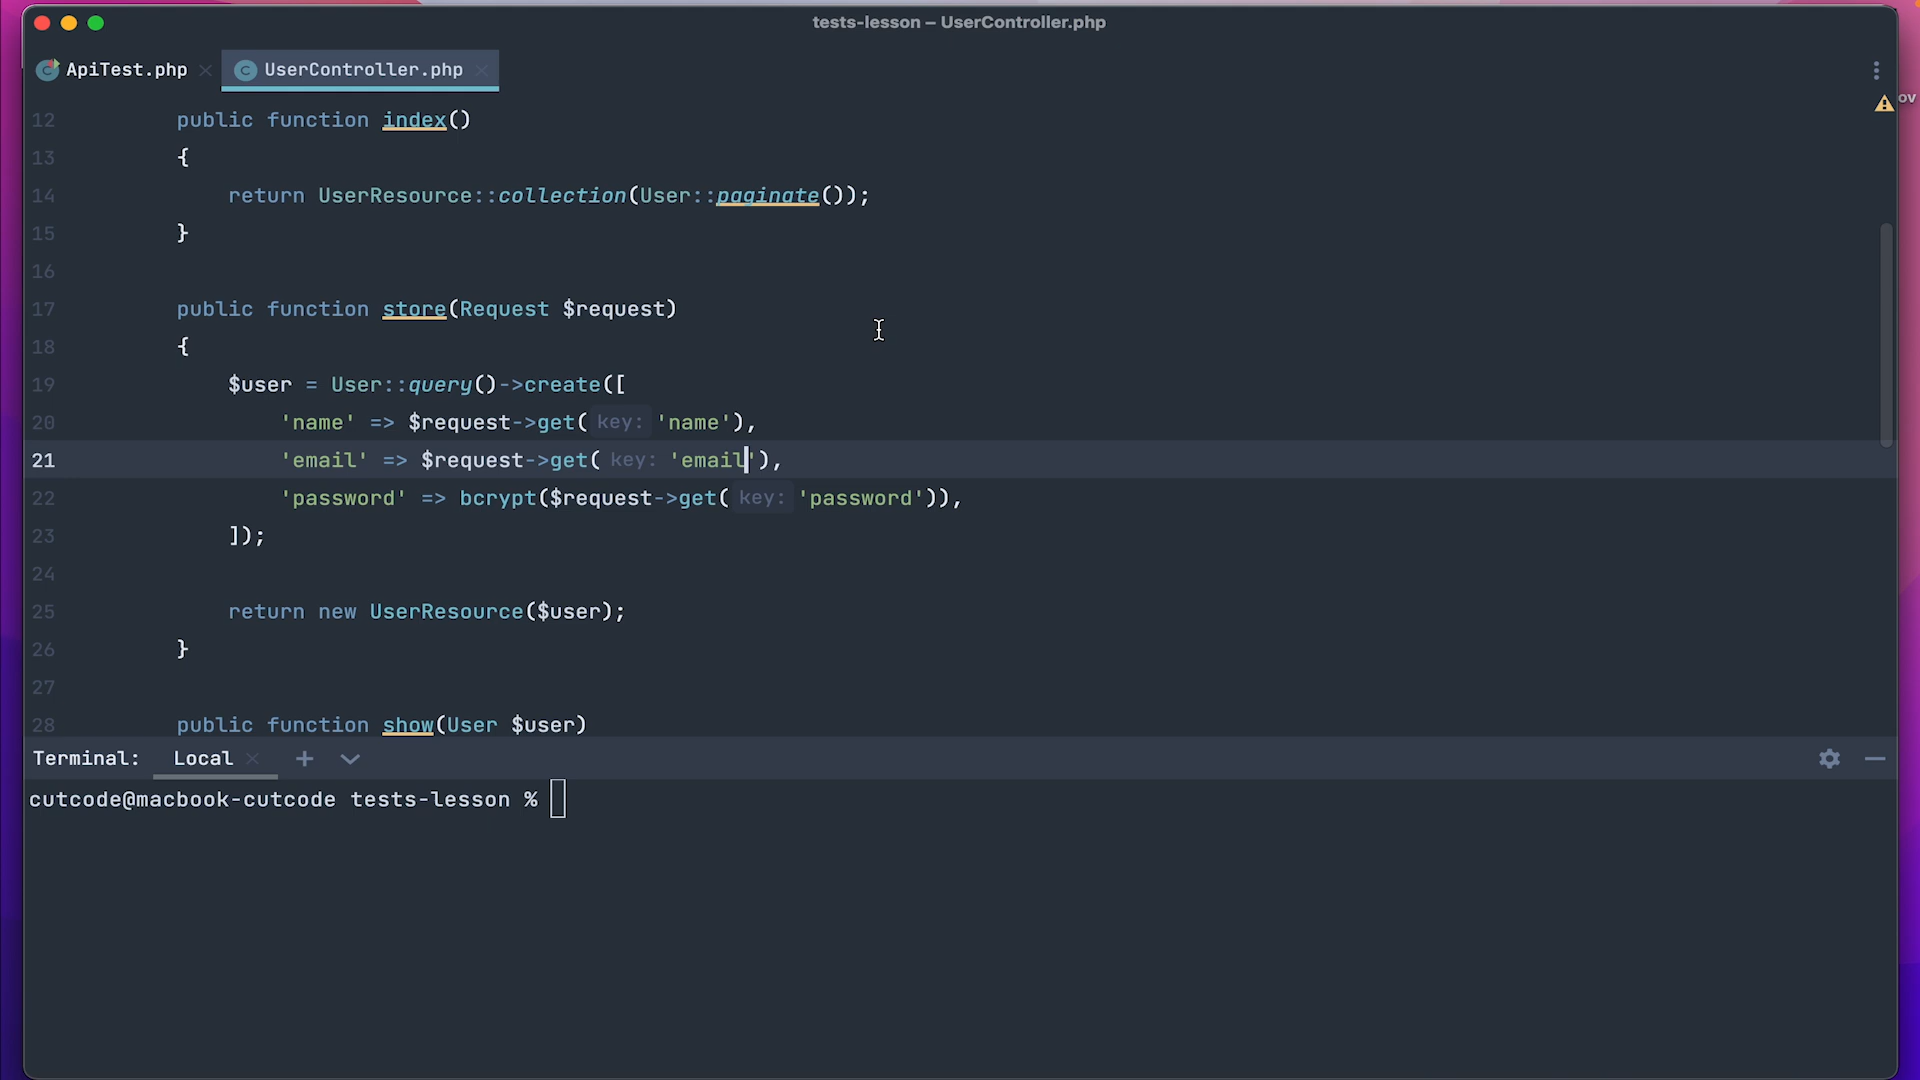 tests-lesson – UserController.php
ApiTest.php
UserController.php
ov
12 public function index()
13 {
14 return UserResource::collection(User::paginate());
15 }
16
17 public function store(Request $request)
18 {
19 $user = User::query()->create([
20 'name' => $request->get( key: 'name'),
21 'email' => $request->get( key: 'email'),
22 'password' => bcrypt($request->get( key: 'password')),
23 ]);
24
25 return new UserResource($user);
26 }
27
28 public function show(User $user)
Terminal: Local
cutcode@macbook-cutcode tests-lesson %